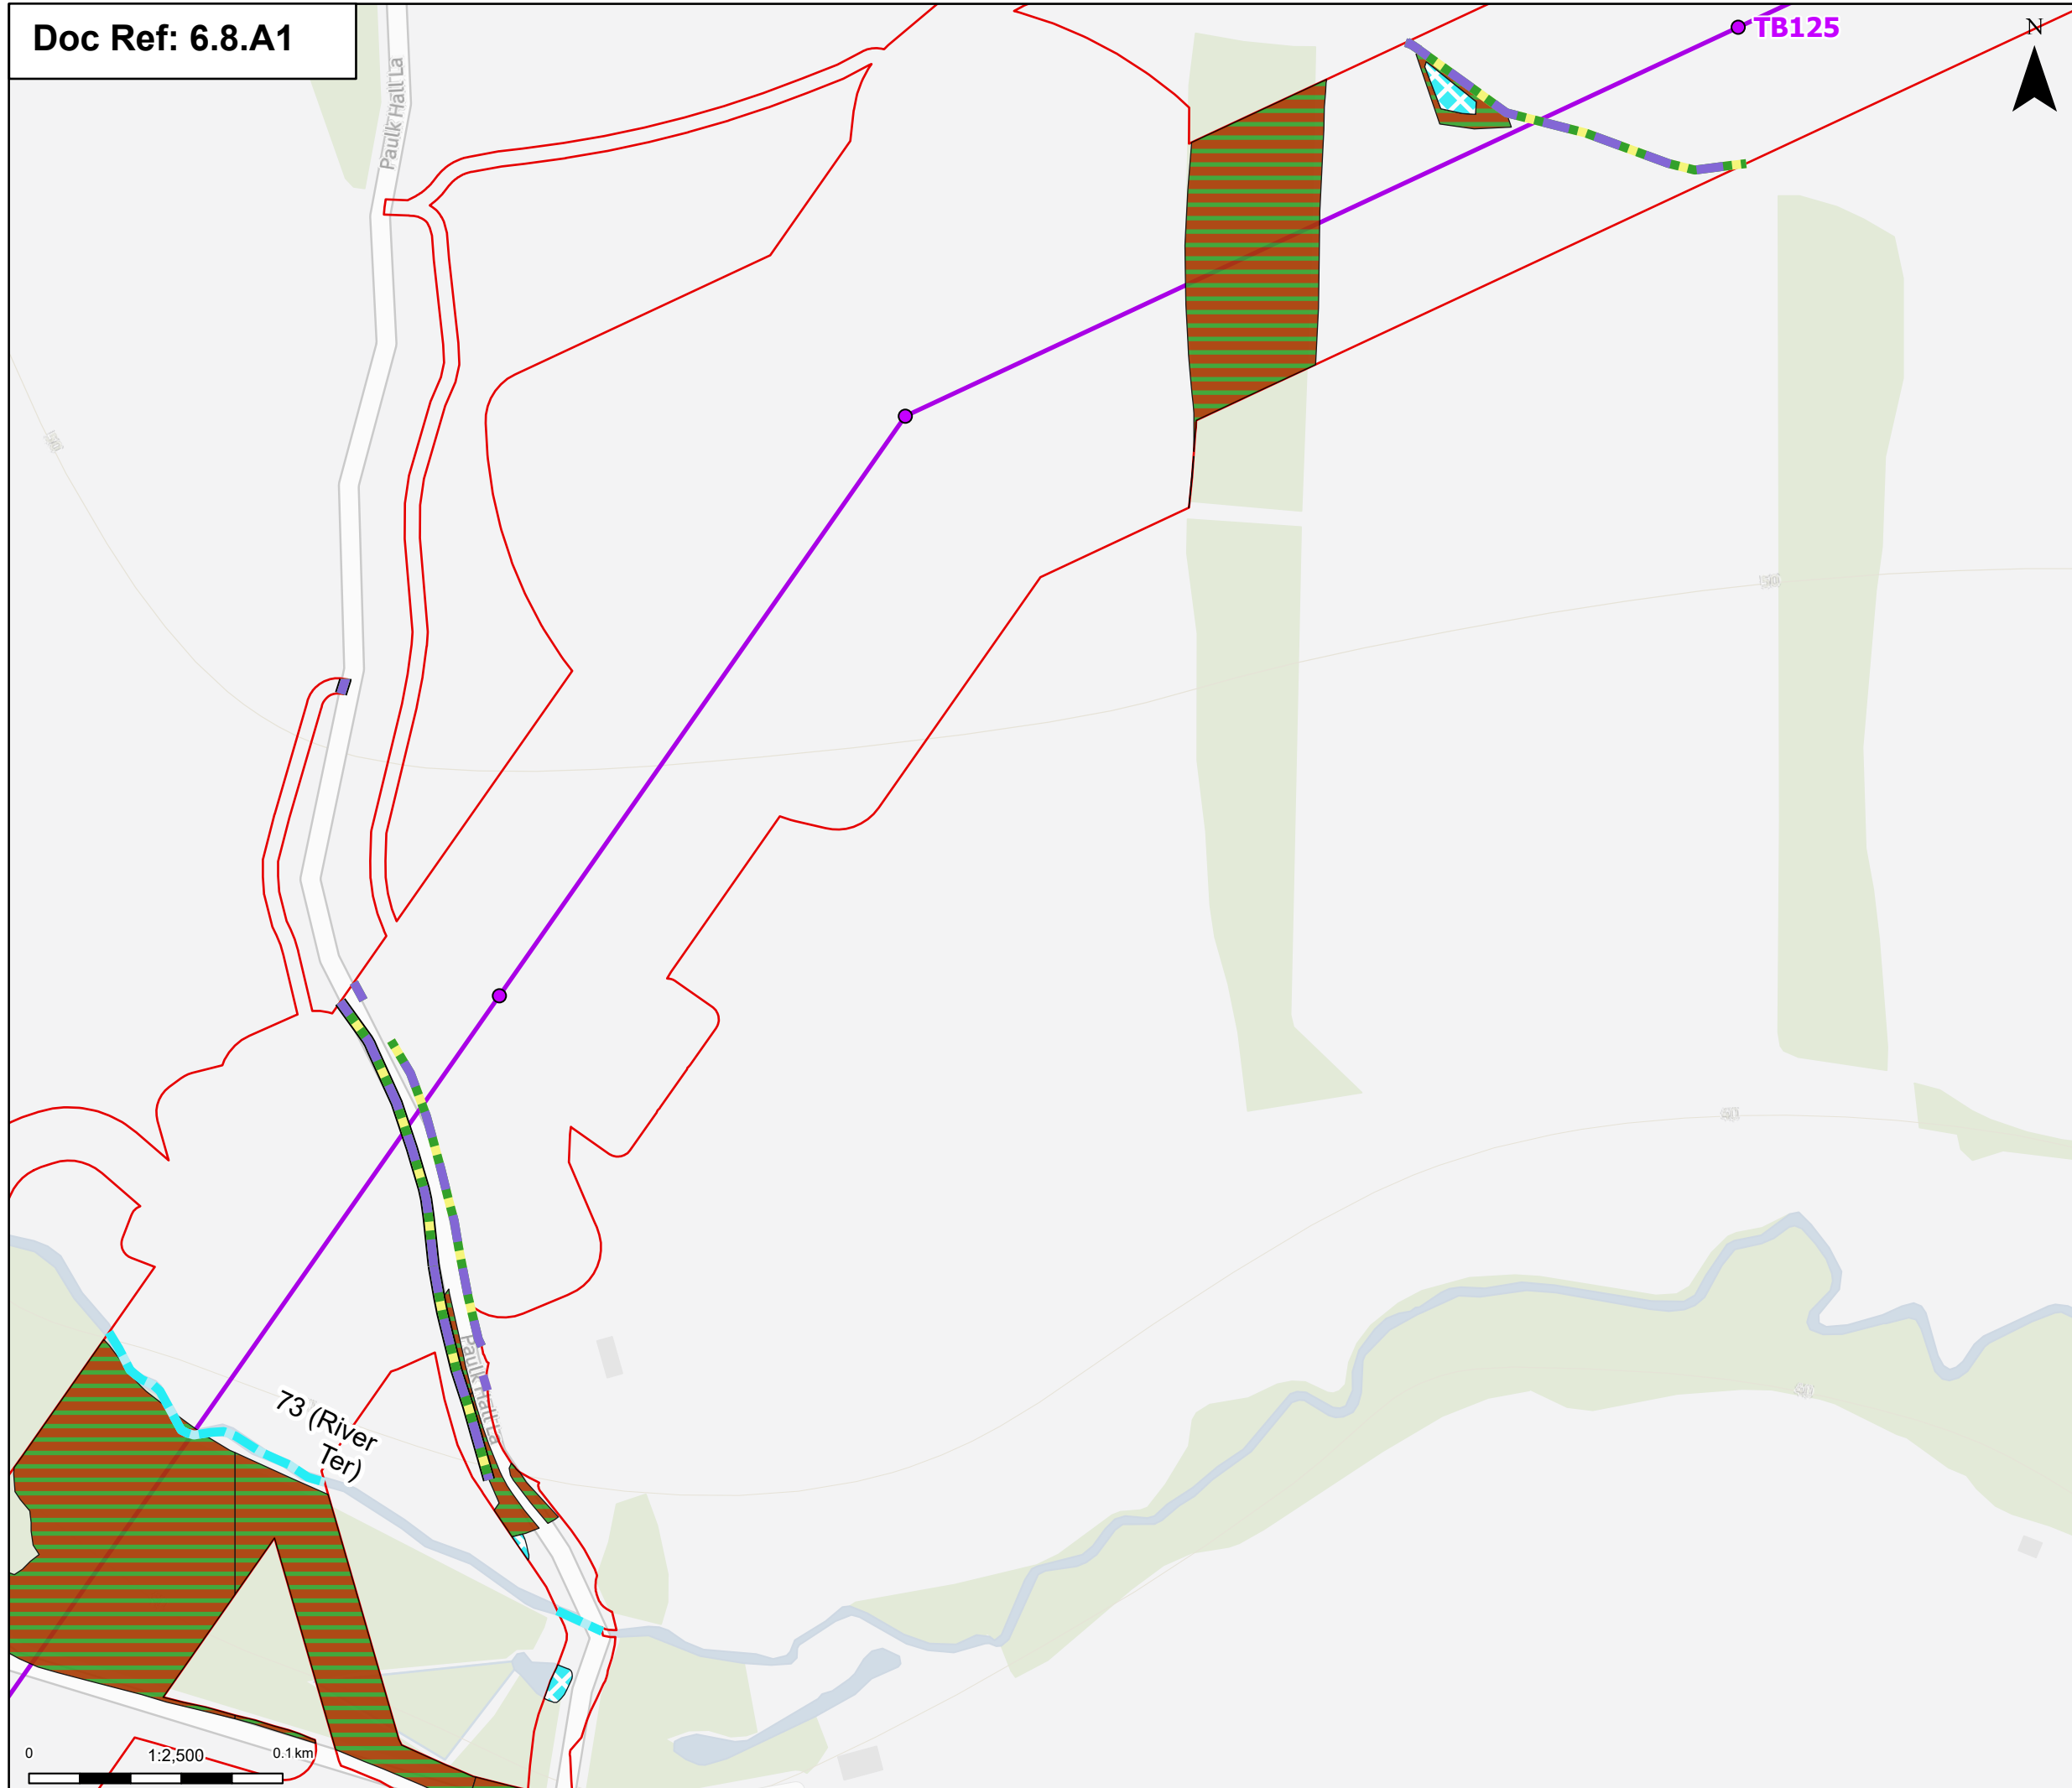 Doc Ref: 6.8.A1
TB125
N
Paulk Hall La
Paulk Hall La
73 (River
Ter)
0
1:2,500
0.1 km